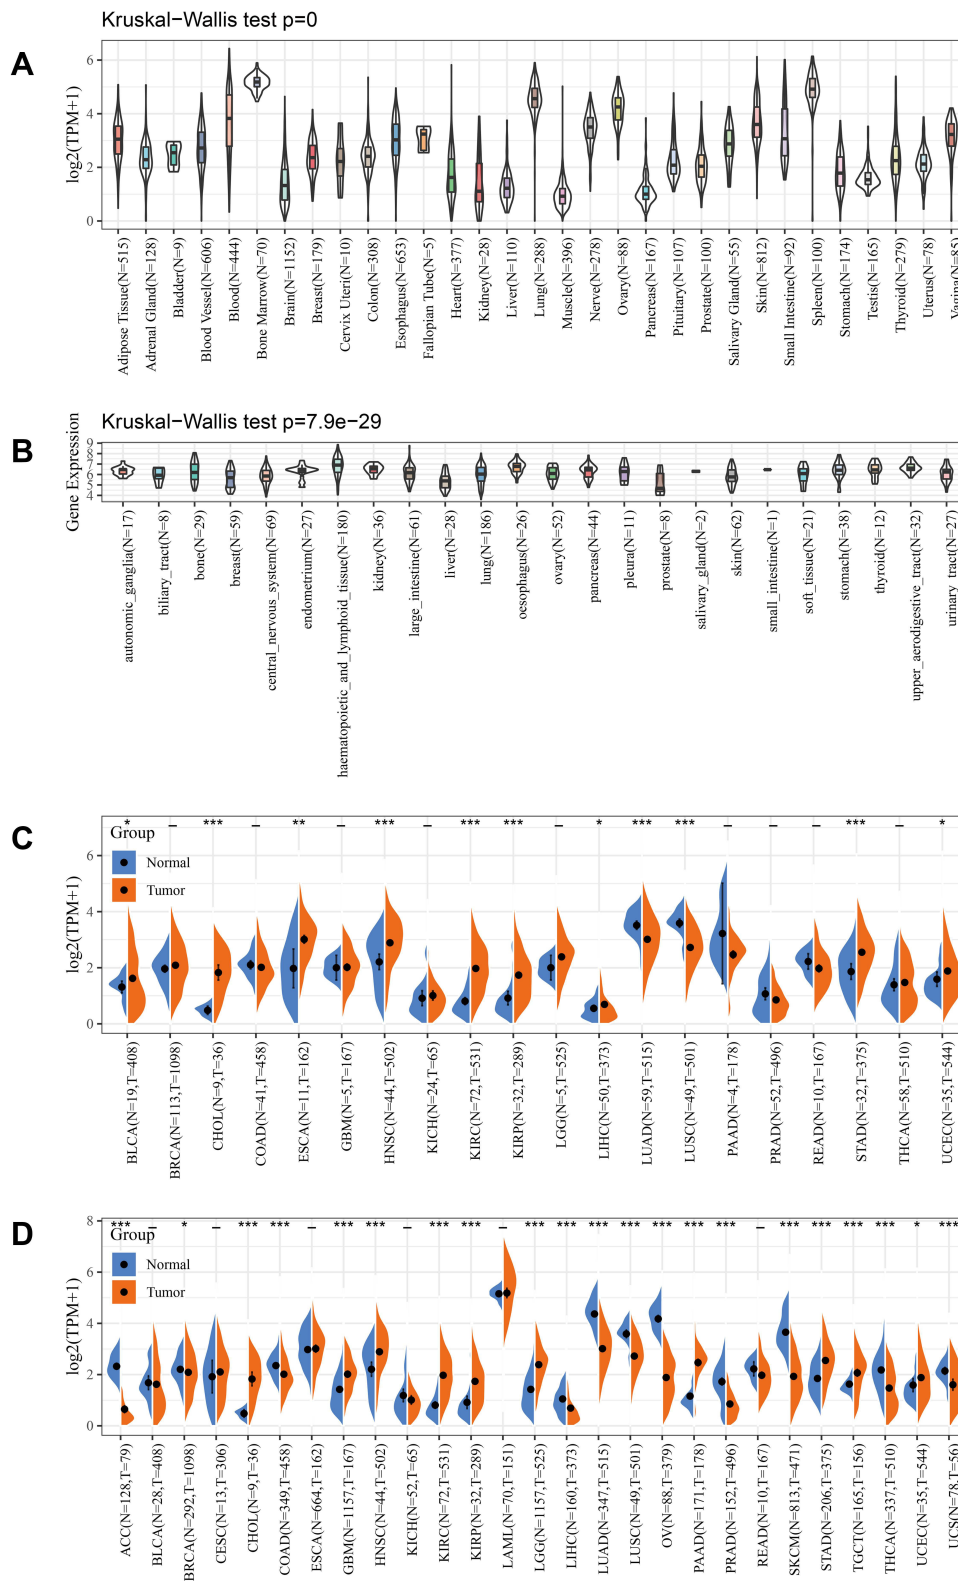 Kruskal−Wallis test p=0
A
log2(TPM+1)
6
4
2
0
Adipose Tissue(N=515)
Adrenal Gland(N=128)
Bladder(N=9)
Blood Vessel(N=606)
Blood(N=444)
Bone Marrow(N=70)
Brain(N=1152)
Breast(N=179)
Cervix Uteri(N=10)
Colon(N=308)
Esophagus(N=653)
Fallopian Tube(N=5)
Heart(N=377)
Kidney(N=28)
Liver(N=110)
Lung(N=288)
Muscle(N=396)
Nerve(N=278)
Ovary(N=88)
Pancreas(N=167)
Pituitary(N=107)
Prostate(N=100)
Salivary Gland(N=55)
Skin(N=812)
Small Intestine(N=92)
Spleen(N=100)
Stomach(N=174)
Testis(N=165)
Thyroid(N=279)
Uterus(N=78)
Vagina(N=85)
Kruskal−Wallis test p=7.9e−29
B
Gene Expression
9
8
7
6
5
4
autonomic_ganglia(N=17)
biliary_tract(N=8)
bone(N=29)
breast(N=59)
central_nervous_system(N=69)
endometrium(N=27)
haematopoietic_and_lymphoid_tissue(N=180)
kidney(N=36)
large_intestine(N=61)
liver(N=28)
lung(N=186)
oesophagus(N=26)
ovary(N=52)
pancreas(N=44)
pleura(N=11)
prostate(N=8)
salivary_gland(N=2)
skin(N=62)
small_intestine(N=1)
soft_tissue(N=21)
stomach(N=38)
thyroid(N=12)
upper_aerodigestive_tract(N=32)
urinary_tract(N=27)
C
* – *** – ** – *** – *** *** – * *** *** – – – *** – *
Group
Normal
Tumor
log2(TPM+1)
6
4
2
0
BLCA(N=19,T=408)
BRCA(N=113,T=1098)
CHOL(N=9,T=36)
COAD(N=41,T=458)
ESCA(N=11,T=162)
GBM(N=5,T=167)
HNSC(N=44,T=502)
KICH(N=24,T=65)
KIRC(N=72,T=531)
KIRP(N=32,T=289)
LGG(N=5,T=525)
LIHC(N=50,T=373)
LUAD(N=59,T=515)
LUSC(N=49,T=501)
PAAD(N=4,T=178)
PRAD(N=52,T=496)
READ(N=10,T=167)
STAD(N=32,T=375)
THCA(N=58,T=510)
UCEC(N=35,T=544)
D
*** – * – *** *** – *** *** – *** *** – *** *** *** *** *** *** *** – *** *** *** *** * ***
Group
Normal
Tumor
log2(TPM+1)
8
6
4
2
0
ACC(N=128,T=79)
BLCA(N=28,T=408)
BRCA(N=292,T=1098)
CESC(N=13,T=306)
CHOL(N=9,T=36)
COAD(N=349,T=458)
ESCA(N=664,T=162)
GBM(N=1157,T=167)
HNSC(N=44,T=502)
KICH(N=52,T=65)
KIRC(N=72,T=531)
KIRP(N=32,T=289)
LAML(N=70,T=151)
LGG(N=1157,T=525)
LIHC(N=160,T=373)
LUAD(N=347,T=515)
LUSC(N=49,T=501)
OV(N=88,T=379)
PAAD(N=171,T=178)
PRAD(N=152,T=496)
READ(N=10,T=167)
SKCM(N=813,T=471)
STAD(N=206,T=375)
TGCT(N=165,T=156)
THCA(N=337,T=510)
UCEC(N=35,T=544)
UCS(N=78,T=56)